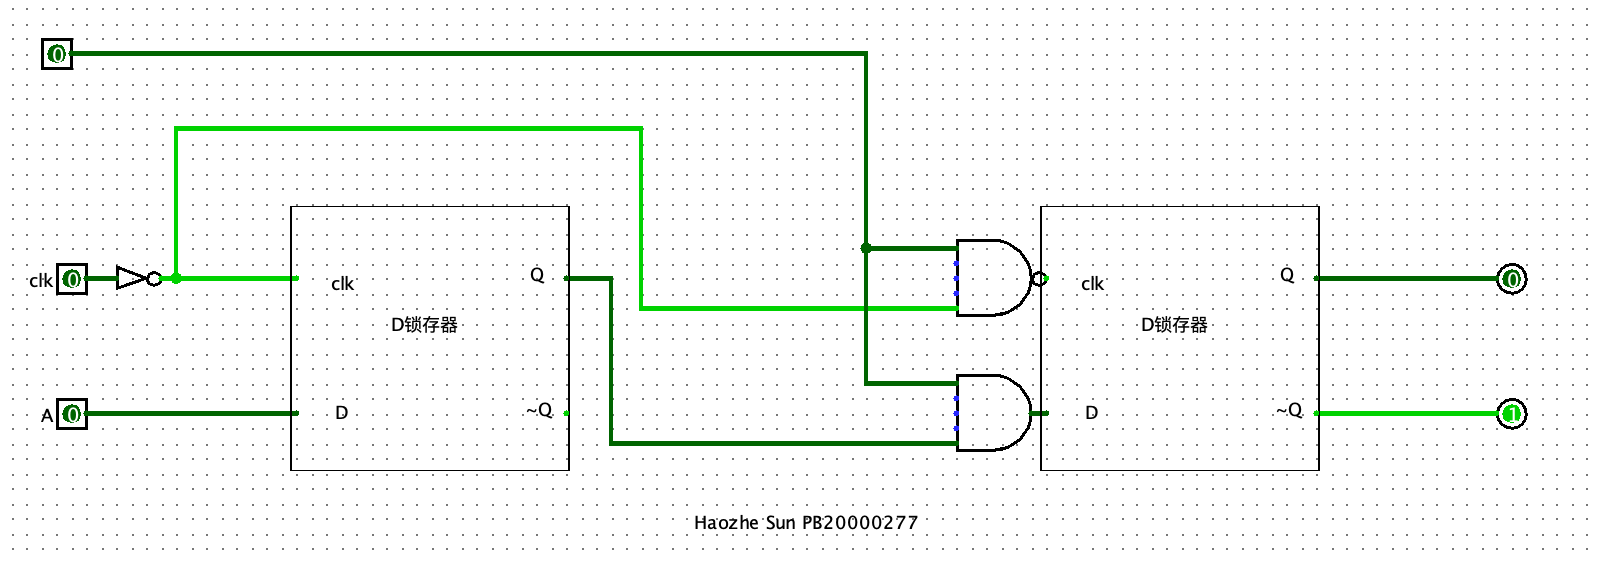 0
clk 0
clk
Q
clk
Q
0
D锁存器
D锁存器
A 0
D
~Q
D
~Q
1
Haozhe Sun PB20000277